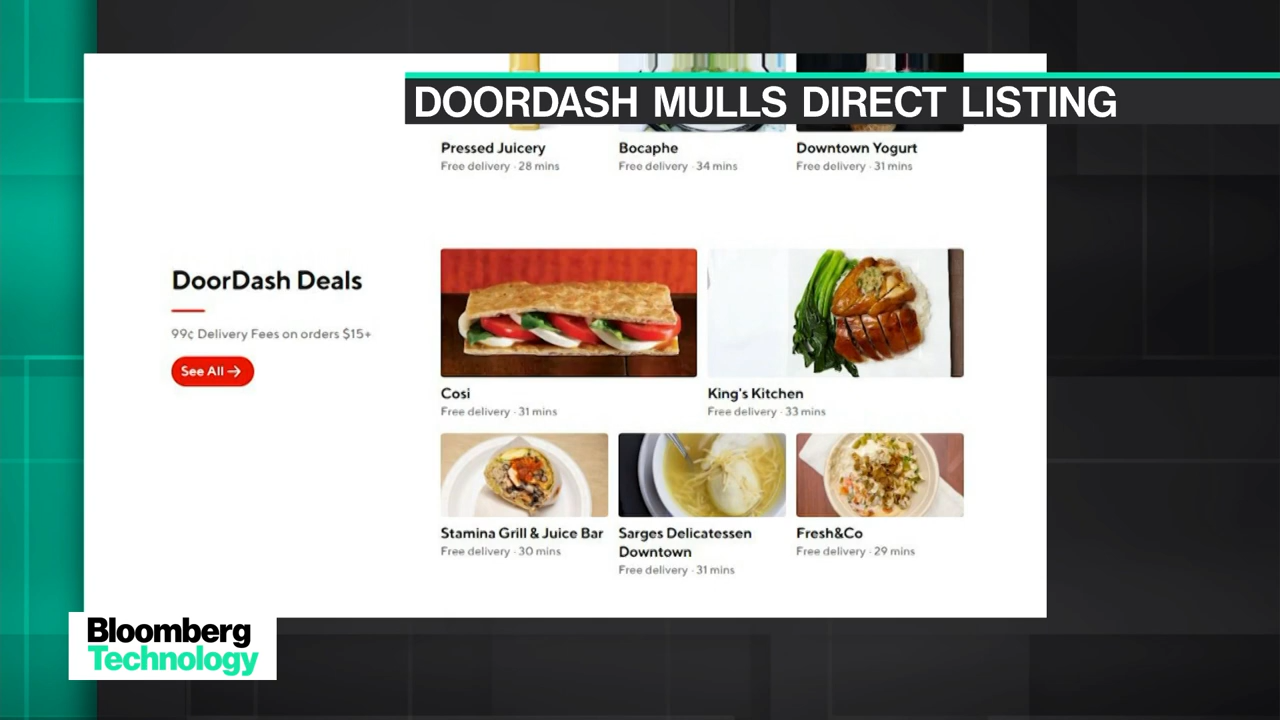 DOORDASH MULLS DIRECT LISTING
Pressed Juicery
Free delivery · 28 mins
Bocaphe
Free delivery · 34 mins
Downtown Yogurt
Free delivery · 31 mins
DoorDash Deals
99¢ Delivery Fees on orders $15+
See All →
Cosi
Free delivery · 31 mins
King's Kitchen
Free delivery · 33 mins
Stamina Grill & Juice Bar
Free delivery · 30 mins
Sarges Delicatessen
Downtown
Free delivery · 31 mins
Fresh&Co
Free delivery · 29 mins
Bloomberg
Technology